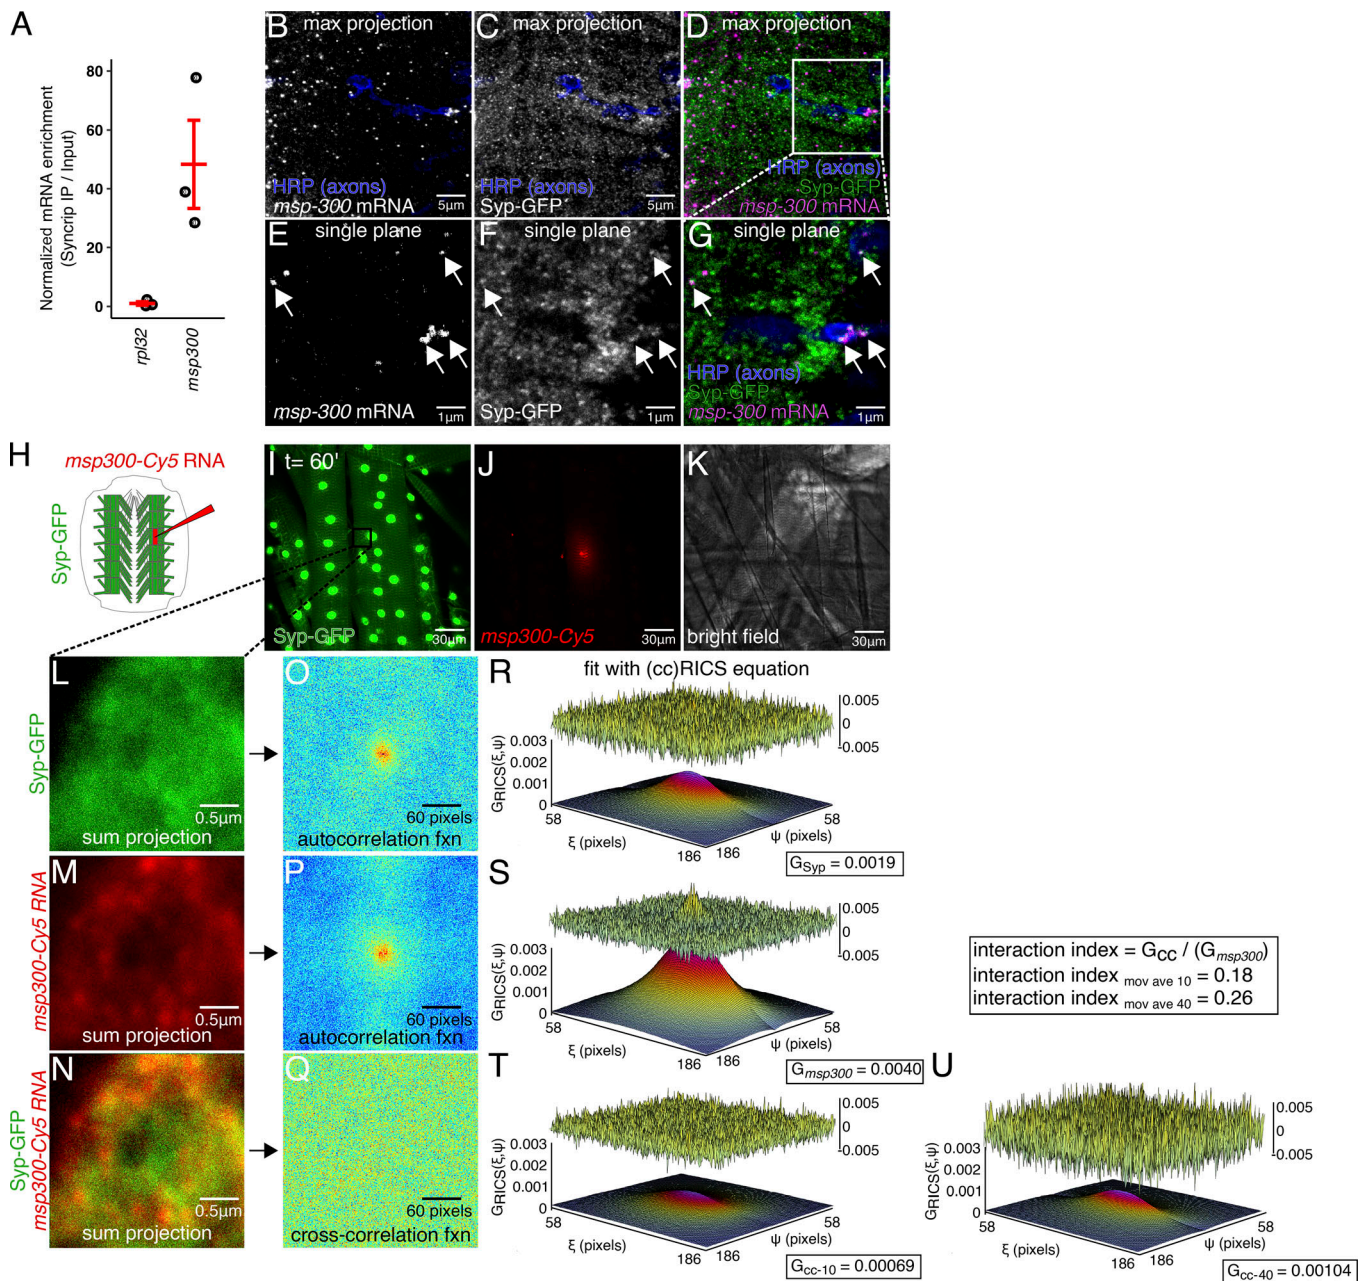 A
Normalized mRNA enrichment
(Syncrip IP / Input)
80
60
40
20
0
rpl32
msp300
B
max projection
HRP (axons)
msp-300 mRNA
5µm
C
max projection
HRP (axons)
Syp-GFP
5µm
D
max projection
HRP (axons)
Syp-GFP
msp-300 mRNA
E
single plane
msp-300 mRNA
1µm
F
single plane
Syp-GFP
1µm
G
single plane
HRP (axons)
Syp-GFP
msp-300 mRNA
1µm
H
msp300-Cy5 RNA
Syp-GFP
I
t= 60'
Syp-GFP
30µm
J
msp300-Cy5
30µm
K
bright field
30µm
L
Syp-GFP
0.5µm
sum projection
O
60 pixels
autocorrelation fxn
R
fit with (cc)RICS equation
0.005
0
-0.005
GRICS(ξ,ψ)
0.003
0.002
0.001
0
58
ξ (pixels)
186
186
ψ (pixels)
58
GSyp = 0.0019
M
msp300-Cy5 RNA
0.5µm
sum projection
P
60 pixels
autocorrelation fxn
S
0.005
0
-0.005
GRICS(ξ,ψ)
0.003
0.002
0.001
0
58
ξ (pixels)
186
186
ψ (pixels)
58
Gmsp300 = 0.0040
interaction index = GCC / (Gmsp300)
interaction index mov ave 10 = 0.18
interaction index mov ave 40 = 0.26
N
Syp-GFP
msp300-Cy5 RNA
0.5µm
sum projection
Q
60 pixels
cross-correlation fxn
T
0.005
0
-0.005
GRICS(ξ,ψ)
0.003
0.002
0.001
0
58
ξ (pixels)
186
186
ψ (pixels)
58
Gcc-10 = 0.00069
U
0.005
0
-0.005
GRICS(ξ,ψ)
0.003
0.002
0.001
0
58
ξ (pixels)
186
186
ψ (pixels)
58
Gcc-40 = 0.00104